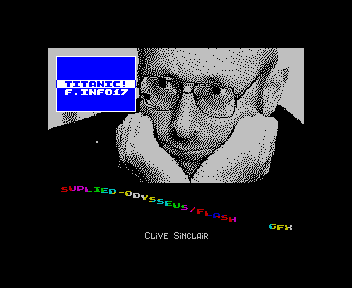 TITANIC!
F.INFO17
SUPLIED-ODYSSEUS/FLASH
GFX
CLIVE SINCLAIR